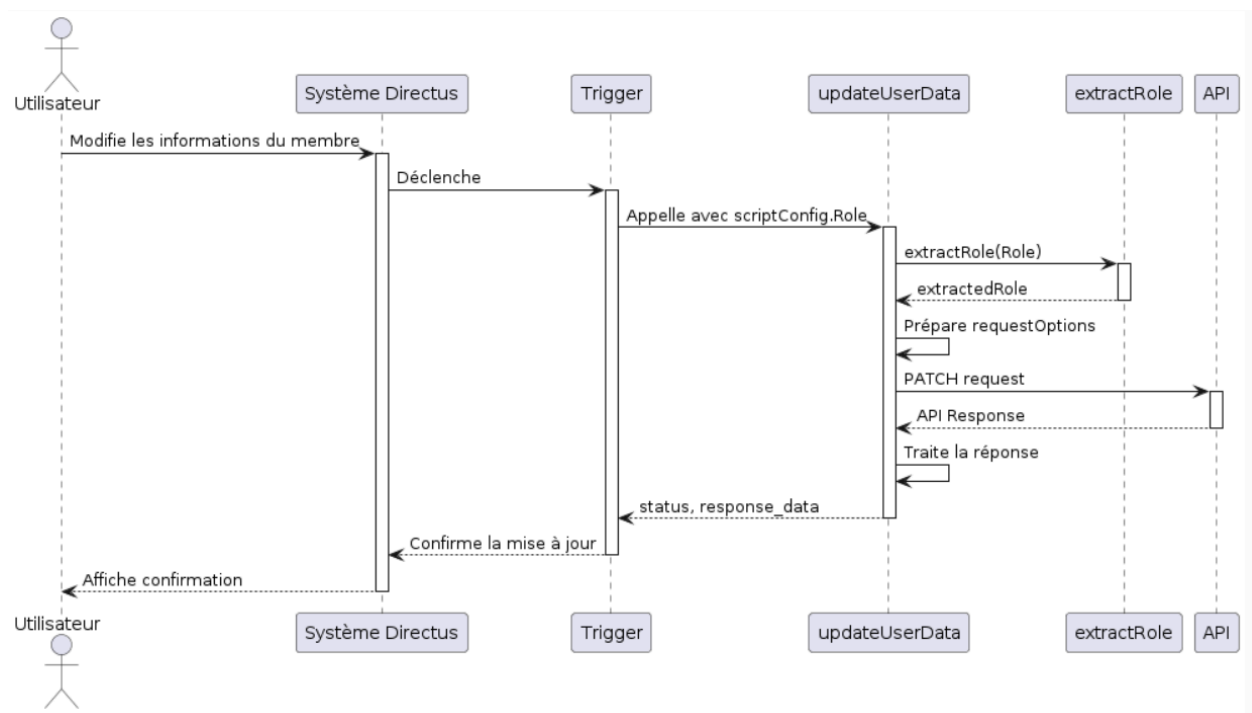 Utilisateur
Système Directus
Trigger
updateUserData
extractRole
API
Modifie les informations du membre
Déclenche
Appelle avec scriptConfig.Role
extractRole(Role)
extractedRole
Prépare requestOptions
PATCH request
API Response
Traite la réponse
status, response_data
Confirme la mise à jour
Affiche confirmation
Utilisateur
Système Directus
Trigger
updateUserData
extractRole
API